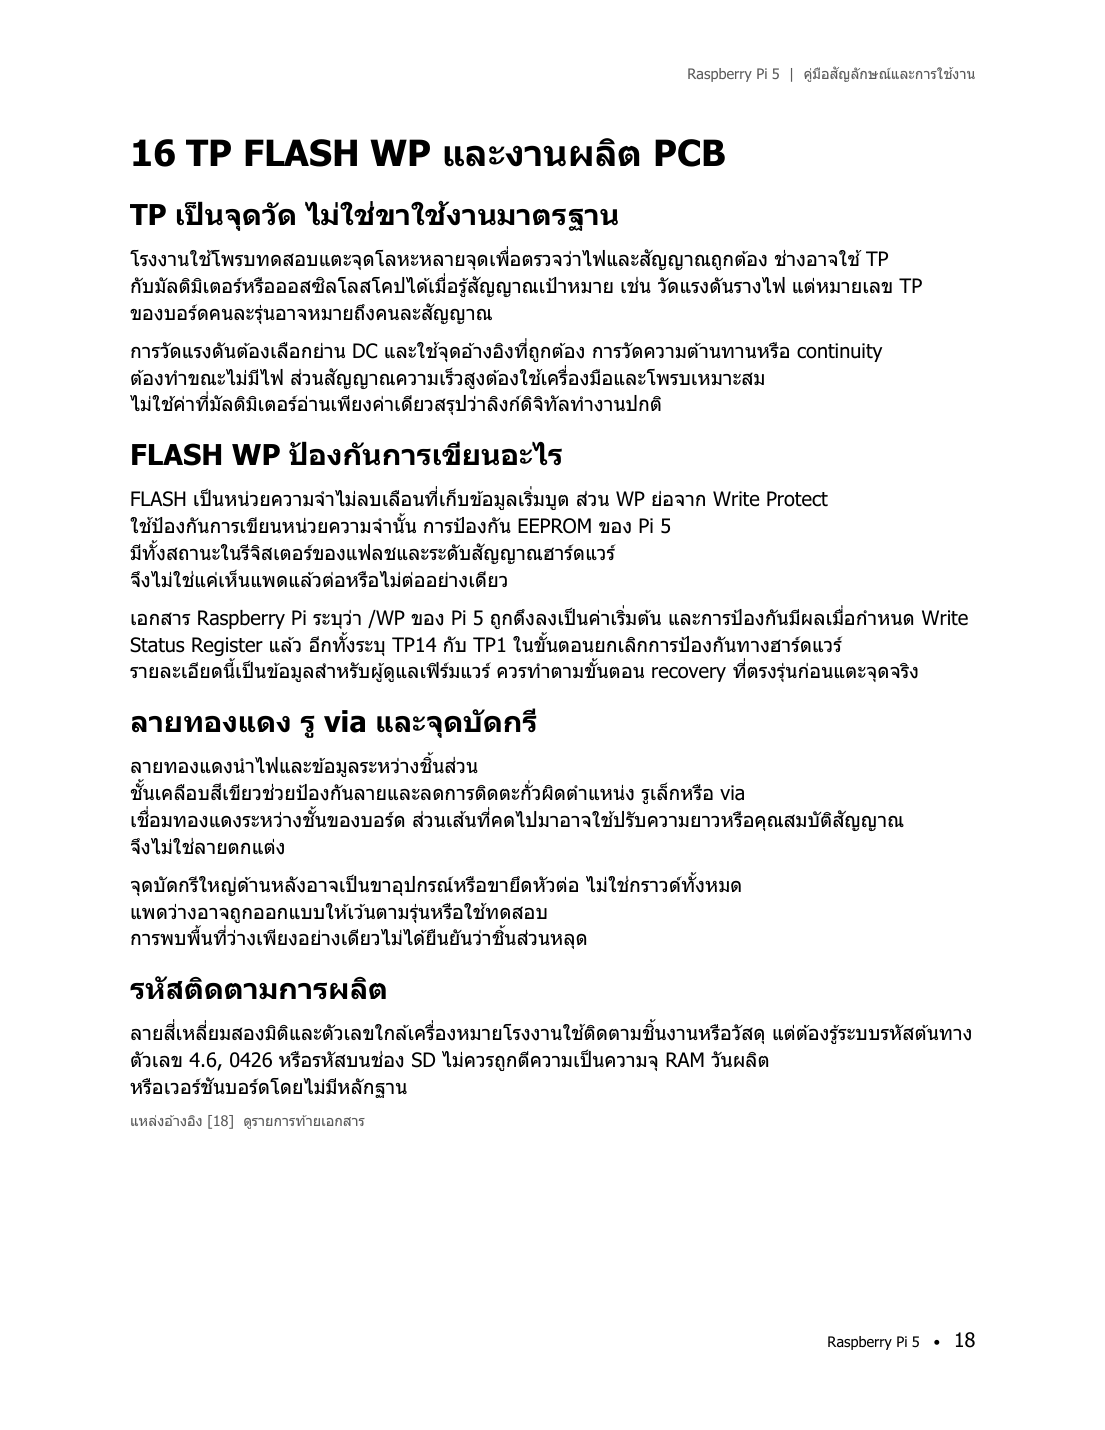 Raspberry Pi 5 | คู่มือสัญลักษณ์และการใช้งาน
16 TP FLASH WP และงานผลิต PCB
TP เป็นจุดวัด ไม่ใช่ขาใช้งานมาตรฐาน
โรงงานใช้โพรบทดสอบแตะจุดโลหะหลายจุดเพื่อตรวจว่าไฟและสัญญาณถูกต้อง ช่างอาจใช้ TP
กับมัลติมิเตอร์หรือออสซิลโลสโคปได้เมื่อรู้สัญญาณเป้าหมาย เช่น วัดแรงดันรางไฟ แต่หมายเลข TP
ของบอร์ดคนละรุ่นอาจหมายถึงคนละสัญญาณ
การวัดแรงดันต้องเลือกย่าน DC และใช้จุดอ้างอิงที่ถูกต้อง การวัดความต้านทานหรือ continuity
ต้องทำขณะไม่มีไฟ ส่วนสัญญาณความเร็วสูงต้องใช้เครื่องมือและโพรบเหมาะสม
ไม่ใช้ค่าที่มัลติมิเตอร์อ่านเพียงค่าเดียวสรุปว่าลิงก์ดิจิทัลทำงานปกติ
FLASH WP ป้องกันการเขียนอะไร
FLASH เป็นหน่วยความจำไม่ลบเลือนที่เก็บข้อมูลเริ่มบูต ส่วน WP ย่อจาก Write Protect
ใช้ป้องกันการเขียนหน่วยความจำนั้น การป้องกัน EEPROM ของ Pi 5
มีทั้งสถานะในรีจิสเตอร์ของแฟลชและระดับสัญญาณฮาร์ดแวร์
จึงไม่ใช่แค่เห็นแพดแล้วต่อหรือไม่ต่ออย่างเดียว
เอกสาร Raspberry Pi ระบุว่า /WP ของ Pi 5 ถูกดึงลงเป็นค่าเริ่มต้น และการป้องกันมีผลเมื่อกำหนด Write
Status Register แล้ว อีกทั้งระบุ TP14 กับ TP1 ในขั้นตอนยกเลิกการป้องกันทางฮาร์ดแวร์
รายละเอียดนี้เป็นข้อมูลสำหรับผู้ดูแลเฟิร์มแวร์ ควรทำตามขั้นตอน recovery ที่ตรงรุ่นก่อนแตะจุดจริง
ลายทองแดง รู via และจุดบัดกรี
ลายทองแดงนำไฟและข้อมูลระหว่างชิ้นส่วน
ชั้นเคลือบสีเขียวช่วยป้องกันลายและลดการติดตะกั่วผิดตำแหน่ง รูเล็กหรือ via
เชื่อมทองแดงระหว่างชั้นของบอร์ด ส่วนเส้นที่คดไปมาอาจใช้ปรับความยาวหรือคุณสมบัติสัญญาณ
จึงไม่ใช่ลายตกแต่ง
จุดบัดกรีใหญ่ด้านหลังอาจเป็นขาอุปกรณ์หรือขายึดหัวต่อ ไม่ใช่กราวด์ทั้งหมด
แพดว่างอาจถูกออกแบบให้เว้นตามรุ่นหรือใช้ทดสอบ
การพบพื้นที่ว่างเพียงอย่างเดียวไม่ได้ยืนยันว่าชิ้นส่วนหลุด
รหัสติดตามการผลิต
ลายสี่เหลี่ยมสองมิติและตัวเลขใกล้เครื่องหมายโรงงานใช้ติดตามชิ้นงานหรือวัสดุ แต่ต้องรู้ระบบรหัสต้นทาง
ตัวเลข 4.6, 0426 หรือรหัสบนช่อง SD ไม่ควรถูกตีความเป็นความจุ RAM วันผลิต
หรือเวอร์ชันบอร์ดโดยไม่มีหลักฐาน
แหล่งอ้างอิง [18] ดูรายการท้ายเอกสาร
Raspberry Pi 5 • 18